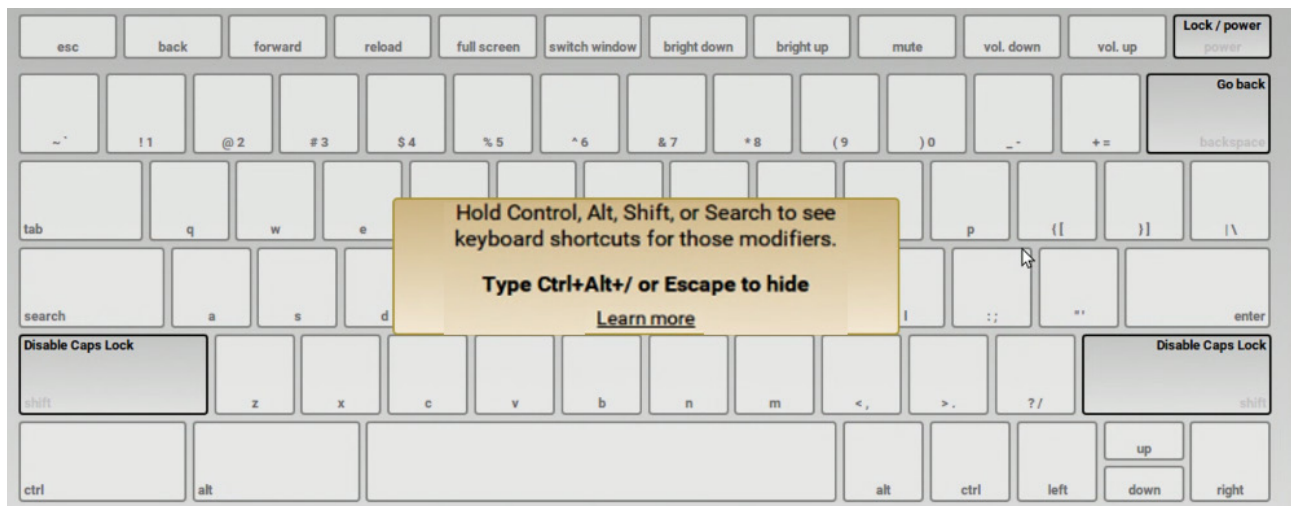 esc back forward reload full screen switch window bright down bright up mute vol. down vol. up Lock / power
power
Go back
~ ` ! 1 @ 2 # 3 $ 4 % 5 ^ 6 & 7 * 8 ( 9 ) 0 _ - + = backspace
Hold Control, Alt, Shift, or Search to see
tab q w e p { [ } ] | \
keyboard shortcuts for those modifiers.
Type Ctrl+Alt+/ or Escape to hide
search a s d l : ; " ' enter
Learn more
Disable Caps Lock Disable Caps Lock
shift z x c v b n m < , > . ? / shift
up
ctrl alt alt ctrl left down right